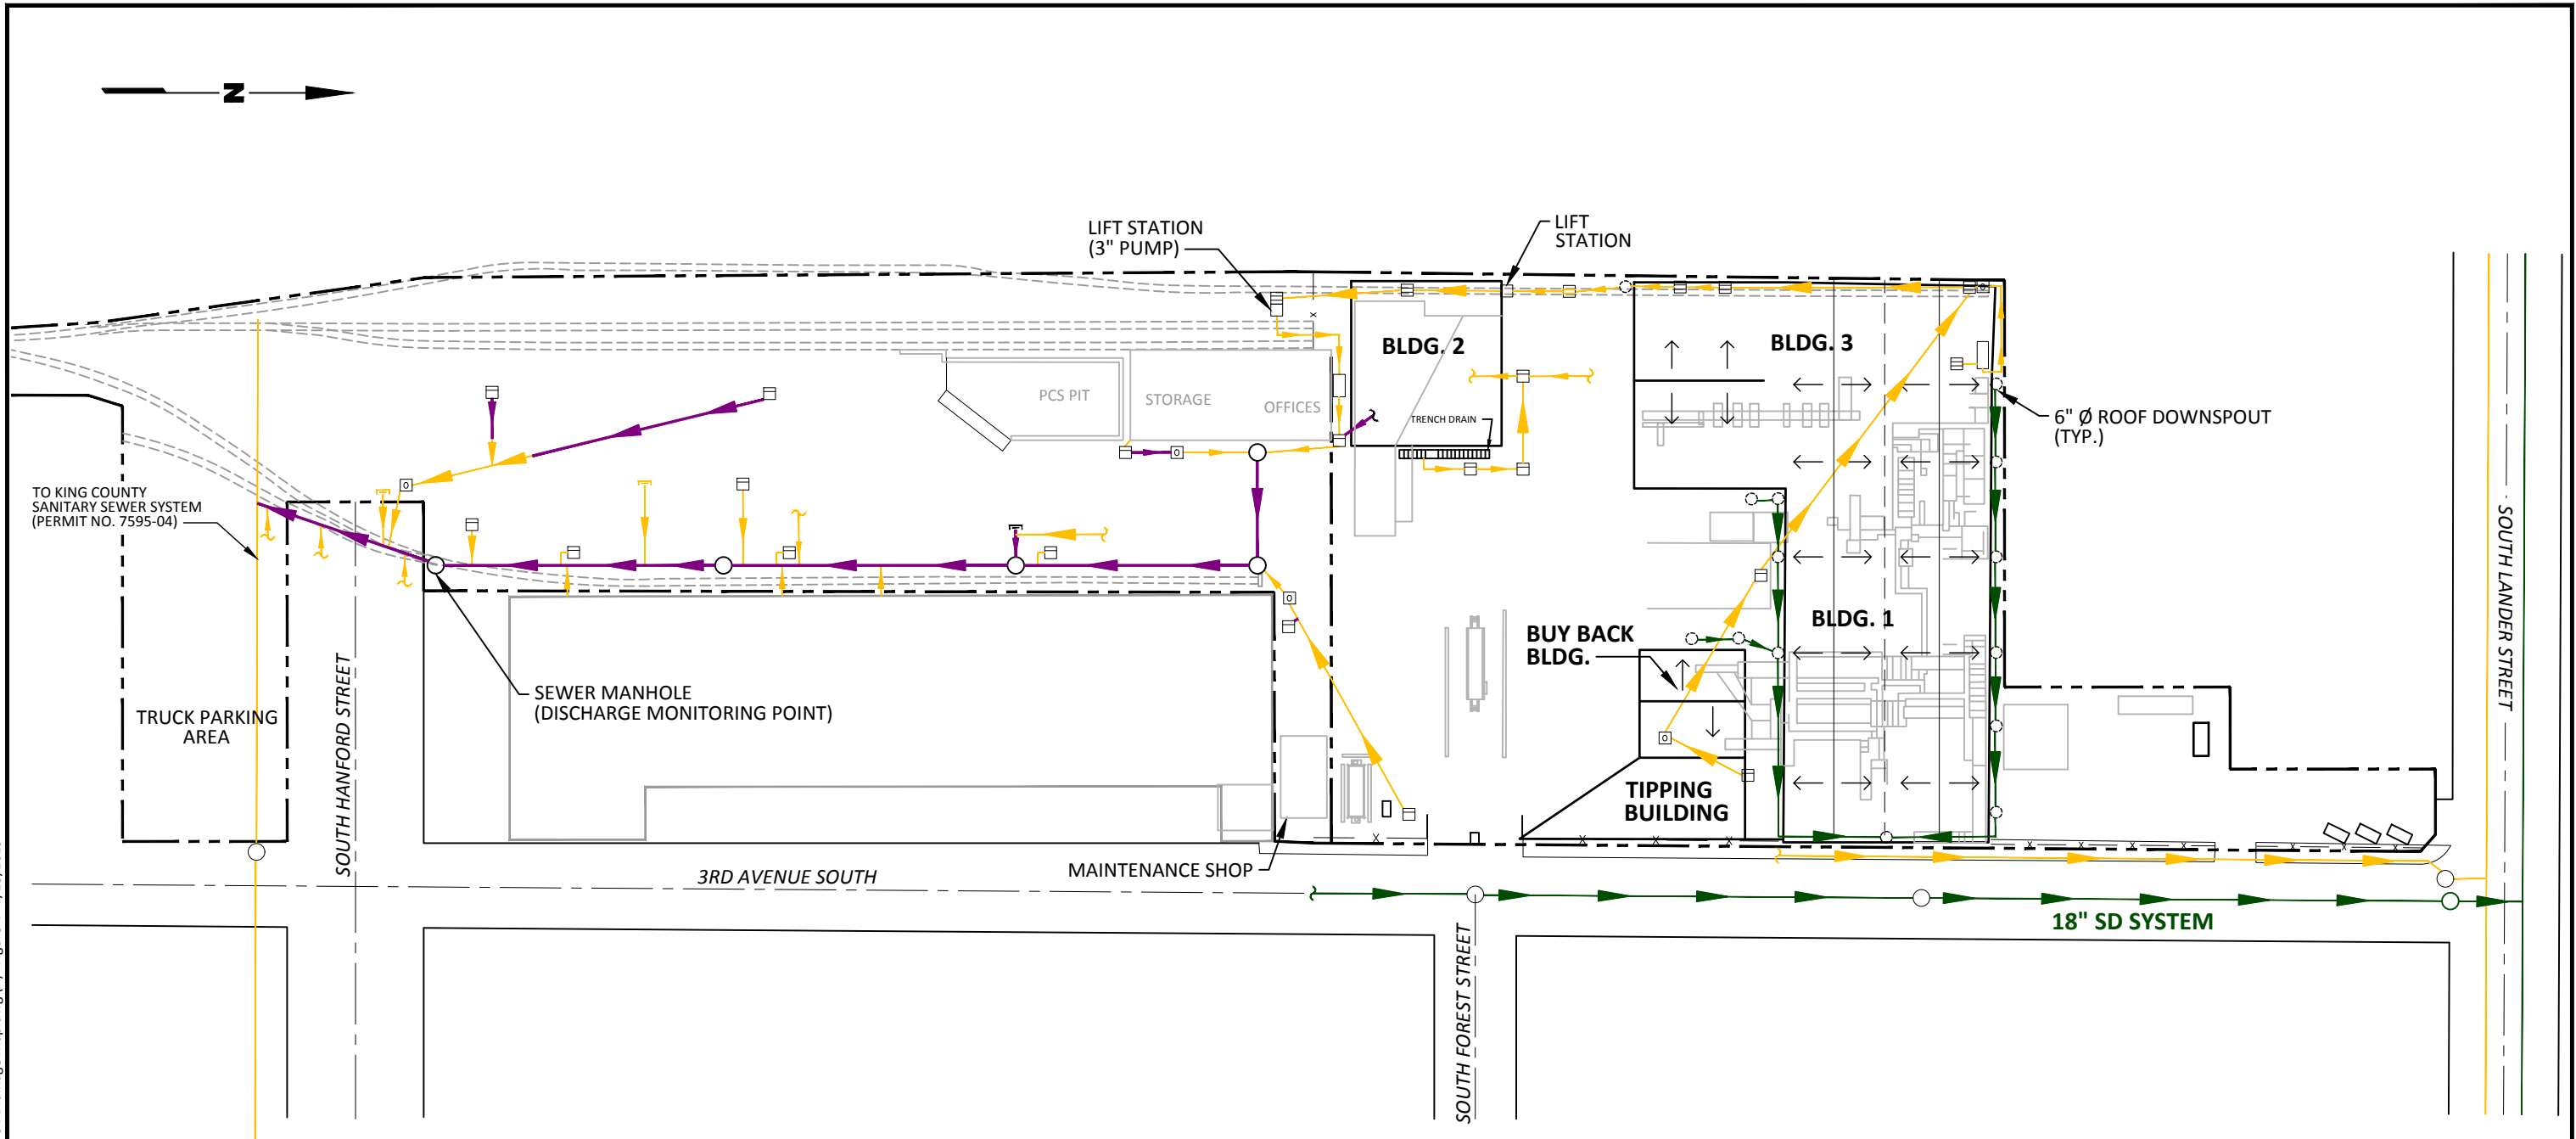 N
LIFT STATION
(3" PUMP)
LIFT
STATION
BLDG. 2
BLDG. 3
PCS PIT
STORAGE
OFFICES
TRENCH DRAIN
6" Ø ROOF DOWNSPOUT
(TYP.)
TO KING COUNTY
SANITARY SEWER SYSTEM
(PERMIT NO. 7595-04)
SOUTH LANDER STREET
BLDG. 1
BUY BACK
BLDG.
SEWER MANHOLE
(DISCHARGE MONITORING POINT)
TRUCK PARKING
AREA
SOUTH HANFORD STREET
TIPPING
BUILDING
MAINTENANCE SHOP
3RD AVENUE SOUTH
18" SD SYSTEM
SOUTH FOREST STREET